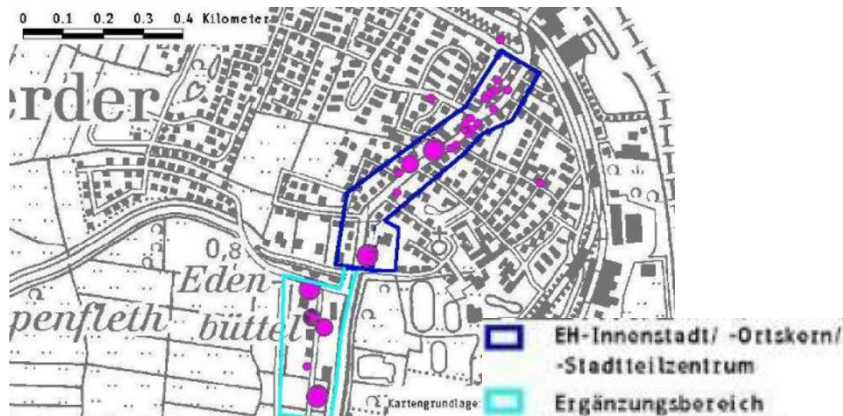 0 0.1 0.2 0.3 0.4 Kilometer
erder
0,8
Eden
penfleth büttel
Kartengrundlage:
EH-Innenstadt/ -Ortskern/
-Stadtteilzentrum
Ergänzungsbereich